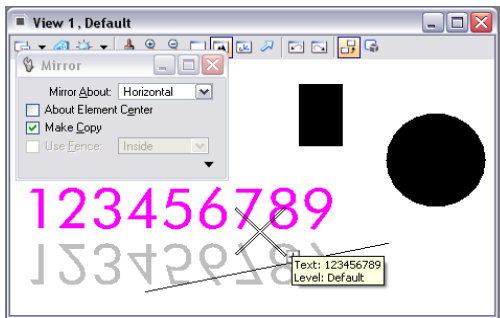 View 1, Default
Mirror
Mirror About: Horizontal
About Element Center
Make Copy
Use Fence: Inside
123456789
123456789
Text: 123456789
Level: Default